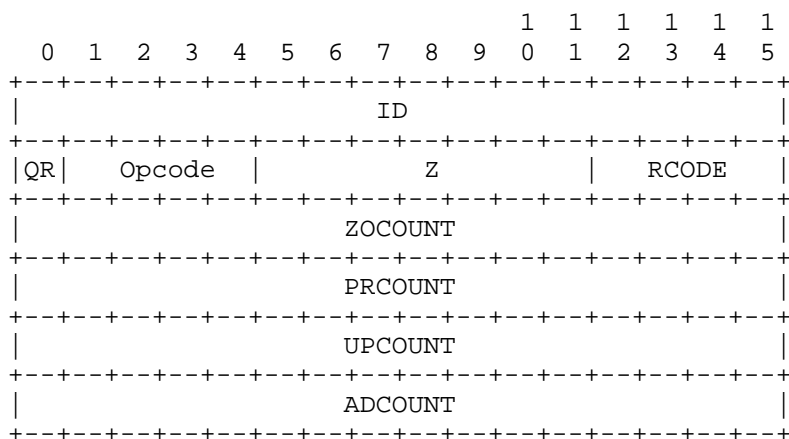 1  1  1  1  1  1
    0  1  2  3  4  5  6  7  8  9  0  1  2  3  4  5
  +--+--+--+--+--+--+--+--+--+--+--+--+--+--+--+--+
  |                      ID                       |
  +--+--+--+--+--+--+--+--+--+--+--+--+--+--+--+--+
  |QR|   Opcode  |          Z         |   RCODE   |
  +--+--+--+--+--+--+--+--+--+--+--+--+--+--+--+--+
  |                    ZOCOUNT                    |
  +--+--+--+--+--+--+--+--+--+--+--+--+--+--+--+--+
  |                    PRCOUNT                    |
  +--+--+--+--+--+--+--+--+--+--+--+--+--+--+--+--+
  |                    UPCOUNT                    |
  +--+--+--+--+--+--+--+--+--+--+--+--+--+--+--+--+
  |                    ADCOUNT                    |
  +--+--+--+--+--+--+--+--+--+--+--+--+--+--+--+--+